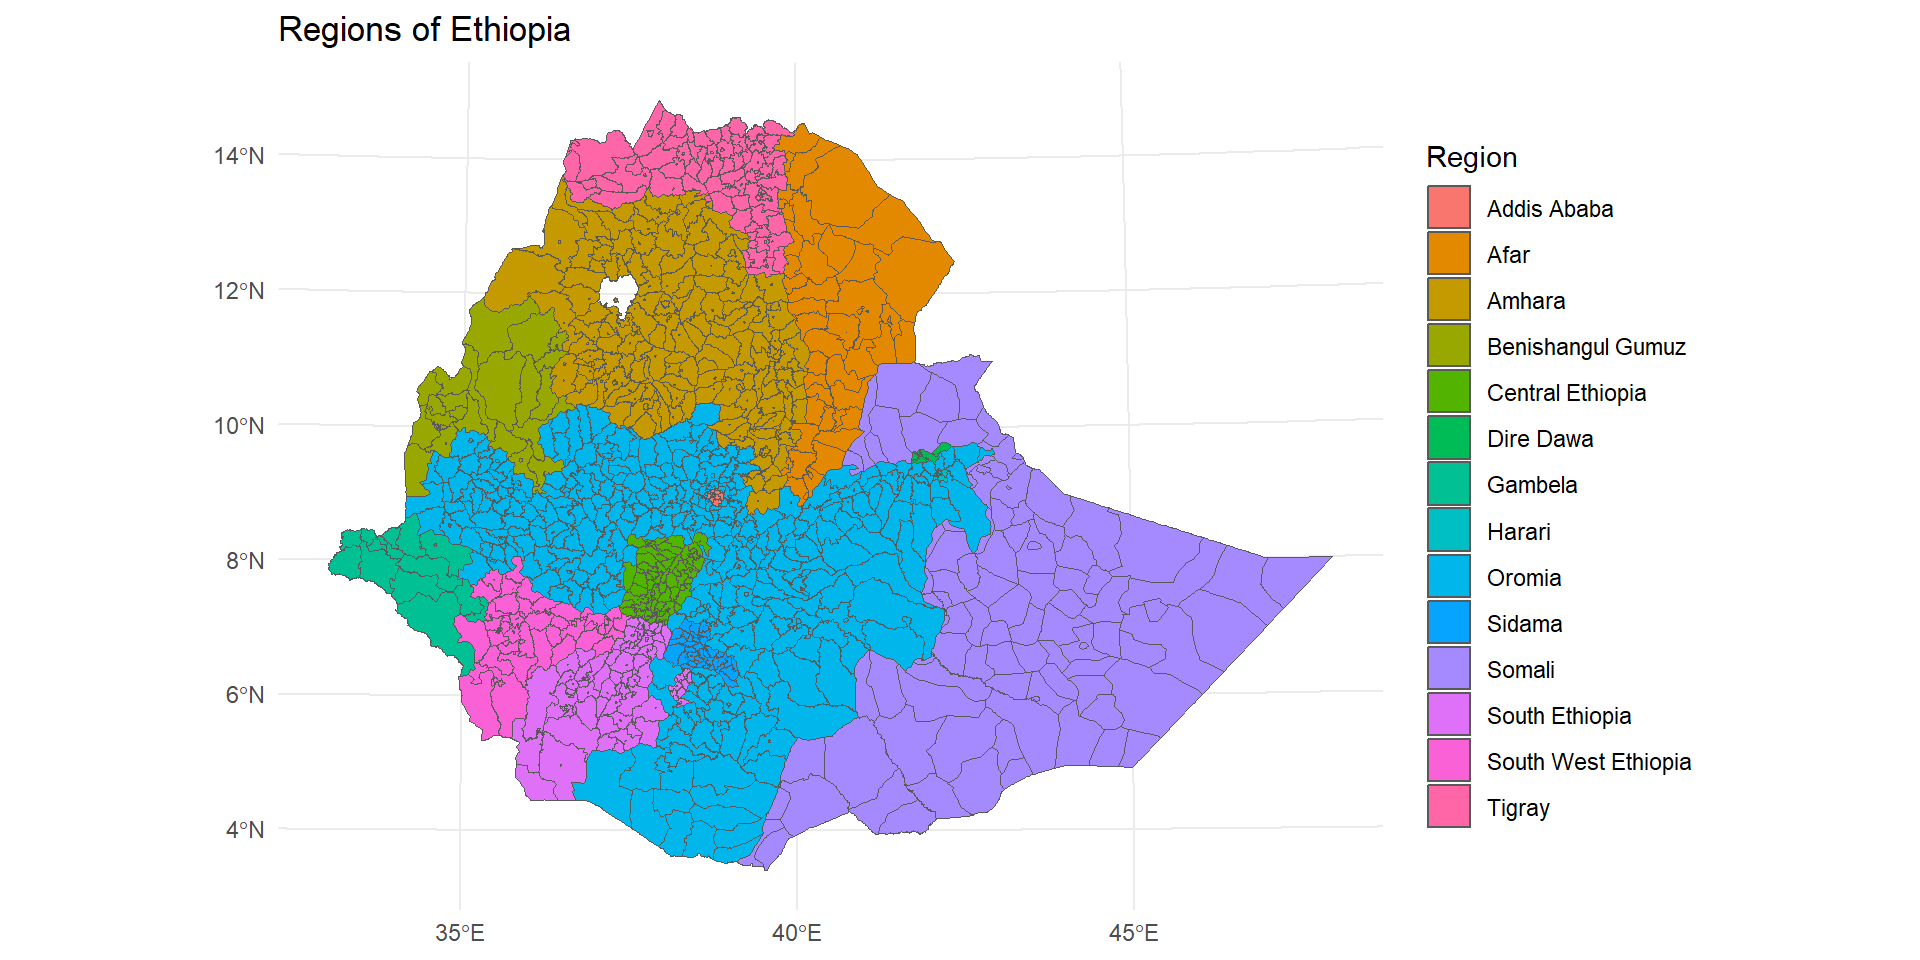 Regions of Ethiopia
14°N
12°N
10°N
8°N
6°N
4°N
35°E
40°E
45°E
Region
Addis Ababa
Afar
Amhara
Benishangul Gumuz
Central Ethiopia
Dire Dawa
Gambela
Harari
Oromia
Sidama
Somali
South Ethiopia
South West Ethiopia
Tigray